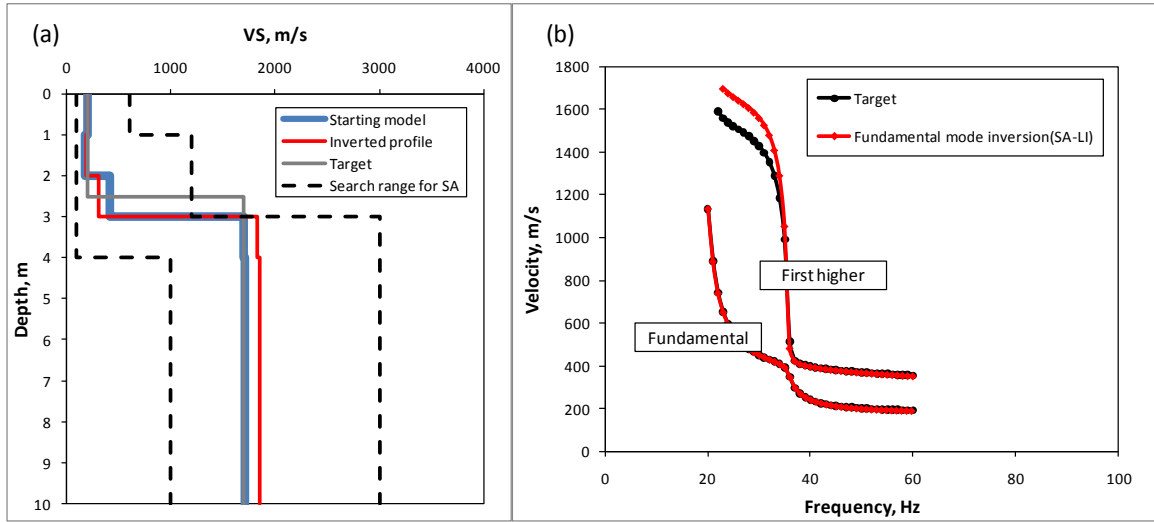 (a)
VS, m/s
0 1000 2000 3000 4000
0
1
2
3
4
5
6
7
8
9
10
Depth, m
Starting model
Inverted profile
Target
Search range for SA
(b)
1800
1600
1400
1200
1000
800
600
400
200
0
Velocity, m/s
Target
Fundamental mode inversion(SA-LI)
First higher
Fundamental
0 20 40 60 80 100
Frequency, Hz